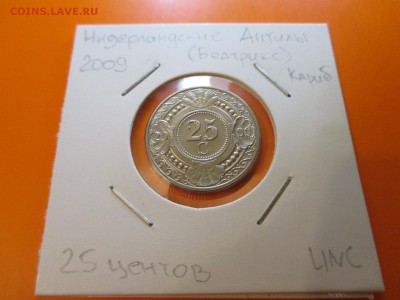 COINS.LAVE.RU
Нидерландские Антилы
2009 (Беатрикс)
Кариб
25
C
25 центов
UNC